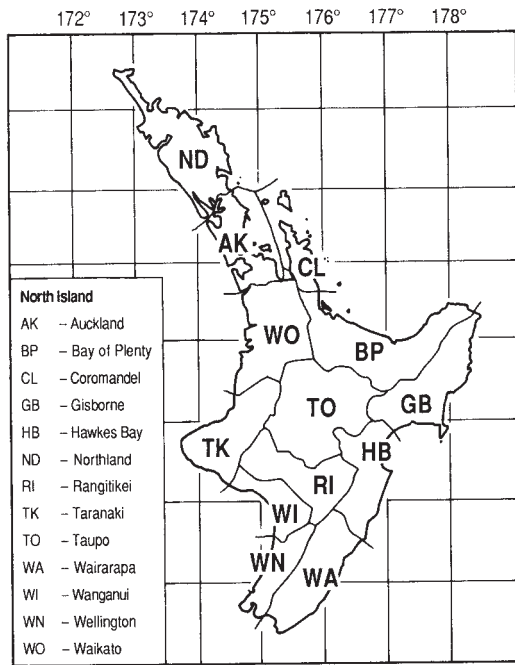 172° 173° 174° 175° 176° 177° 178°
ND
AK
CL
WO
BP
TO
GB
TK
HB
RI
WI
WN
WA
North Island
AK – Auckland
BP – Bay of Plenty
CL – Coromandel
GB – Gisborne
HB – Hawkes Bay
ND – Northland
RI – Rangitikei
TK – Taranaki
TO – Taupo
WA – Wairarapa
WI – Wanganui
WN – Wellington
WO – Waikato